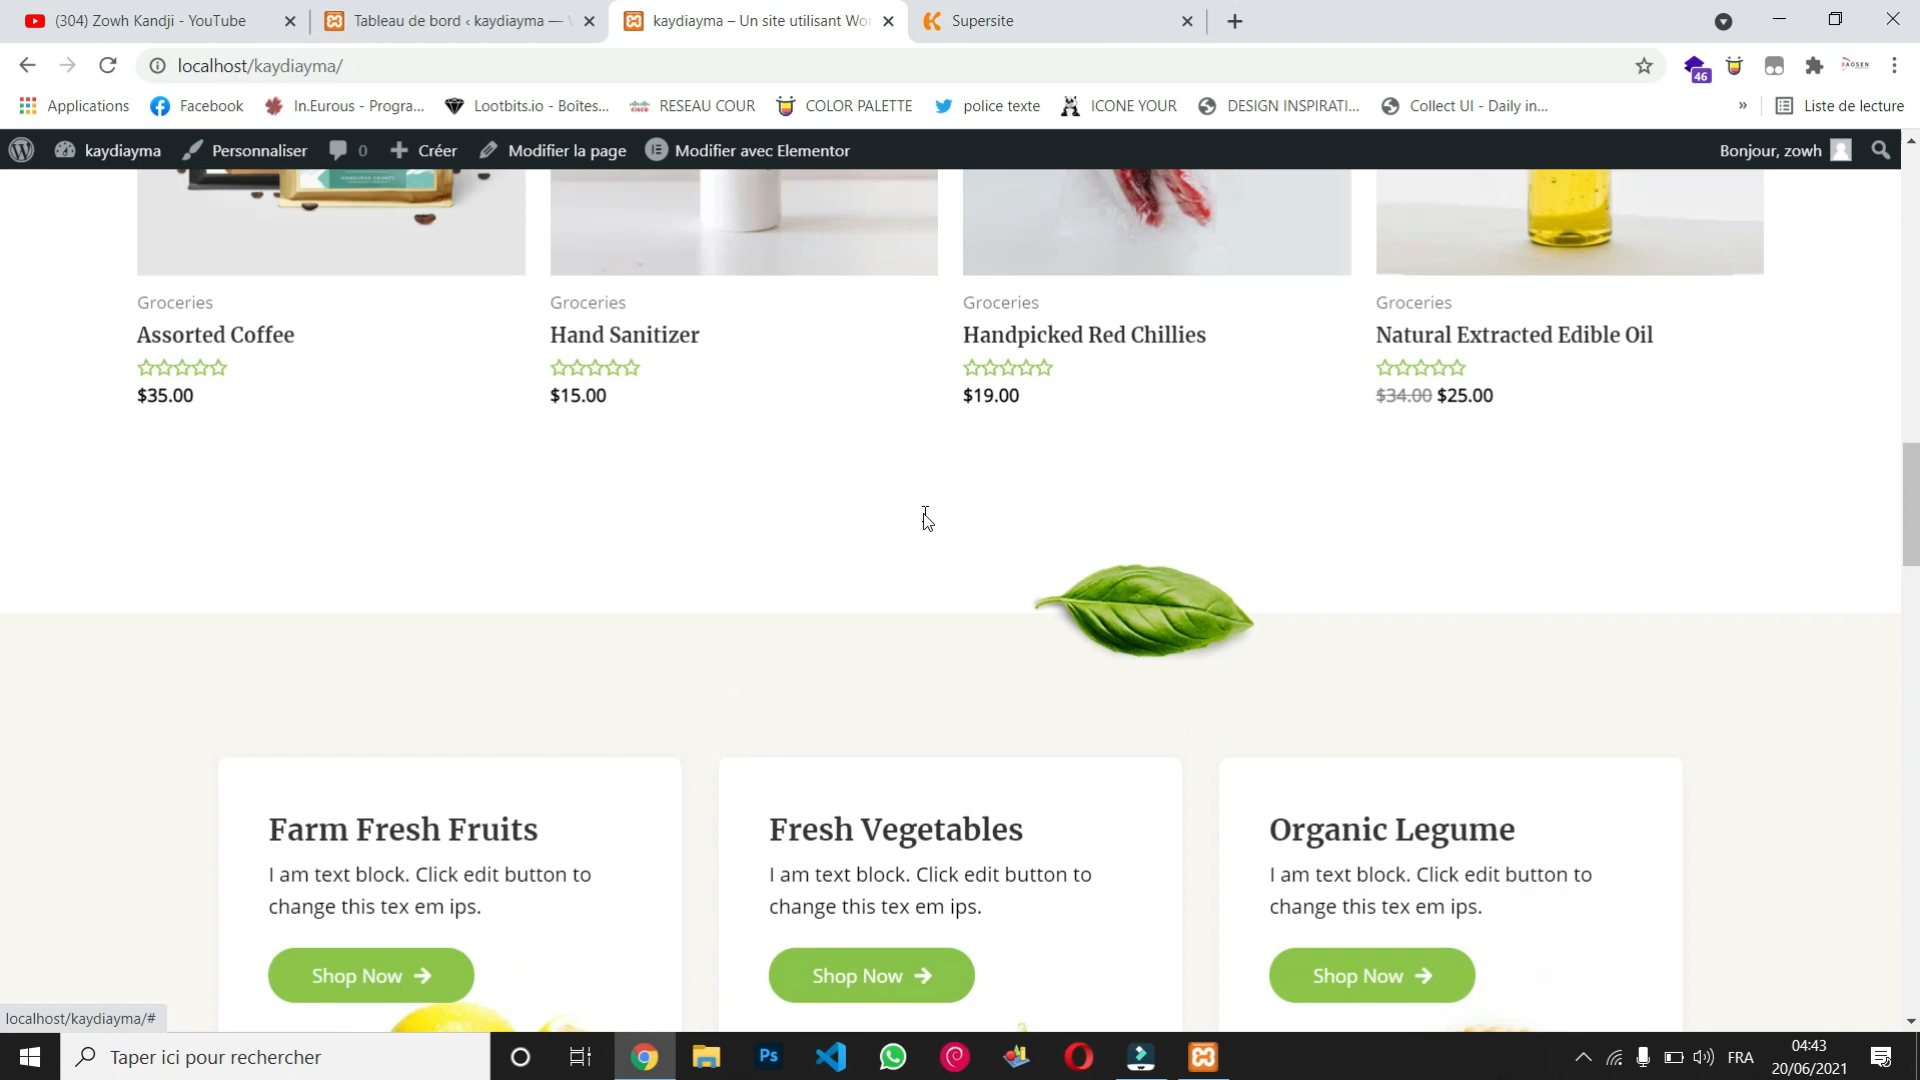 (304) Zowh Kandji - YouTube
Tableau de bord ‹ kaydiayma —
kaydiayma – Un site utilisant Wo
Supersite
localhost/kaydiayma/
46
DAOSEN
Applications
Facebook
In.Eurous - Progra...
Lootbits.io - Boîtes...
RESEAU COUR
COLOR PALETTE
police texte
ICONE YOUR
DESIGN INSPIRATI...
Collect UI - Daily in...
»
Liste de lecture
kaydiayma
Personnaliser
0
Créer
Modifier la page
Modifier avec Elementor
Bonjour, zowh
Groceries
Assorted Coffee
$35.00
Groceries
Hand Sanitizer
$15.00
Groceries
Handpicked Red Chillies
$19.00
Groceries
Natural Extracted Edible Oil
$34.00 $25.00
Farm Fresh Fruits
I am text block. Click edit button to
change this tex em ips.
Shop Now
Fresh Vegetables
I am text block. Click edit button to
change this tex em ips.
Shop Now
Organic Legume
I am text block. Click edit button to
change this tex em ips.
Shop Now
localhost/kaydiayma/#
Taper ici pour rechercher
Ps
FRA
04:43
20/06/2021